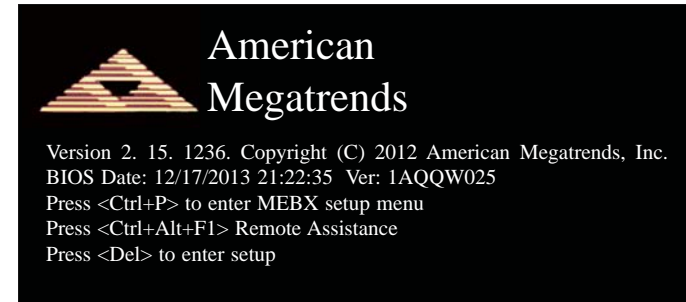 American
Megatrends
Version 2. 15. 1236. Copyright (C) 2012 American Megatrends, Inc.
BIOS Date: 12/17/2013 21:22:35 Ver: 1AQQW025
Press <Ctrl+P> to enter MEBX setup menu
Press <Ctrl+Alt+F1> Remote Assistance
Press <Del> to enter setup